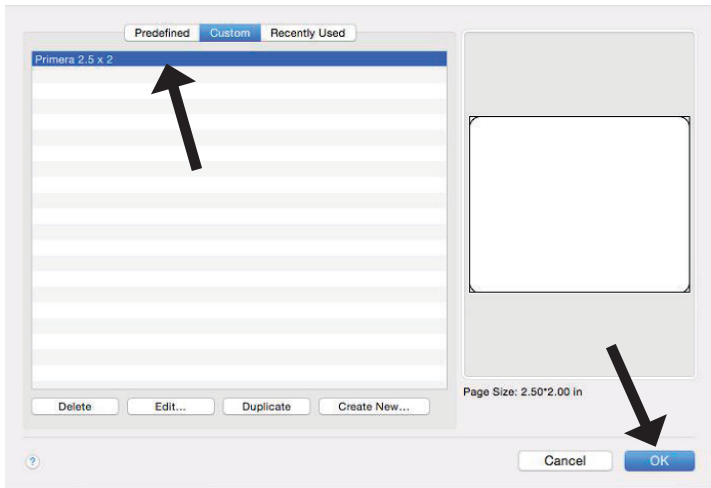 Predefined Custom Recently Used
Primera 2.5 x 2
Page Size: 2.50*2.00 in
Delete Edit... Duplicate Create New...
? Cancel OK